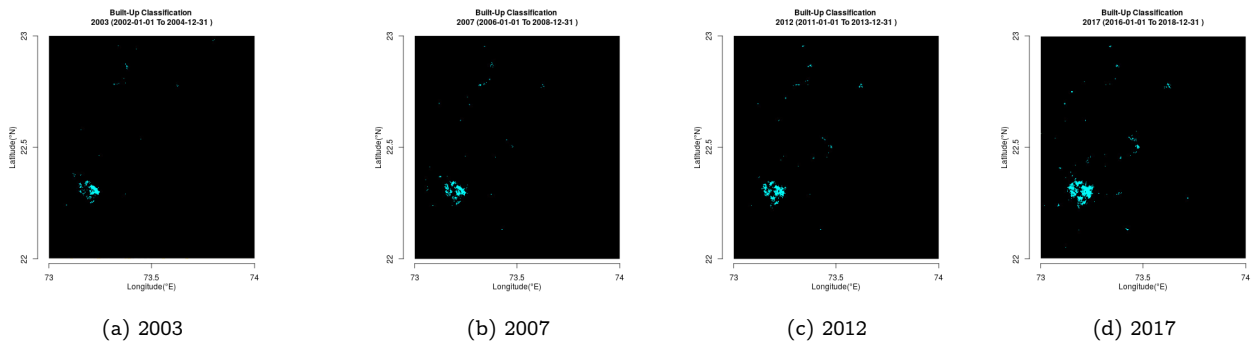 Built-Up Classification
2003 (2002-01-01 To 2004-12-31 )
23
22.5
22
Latitude(°N)
73
73.5
74
Longitude(°E)
(a) 2003
Built-Up Classification
2007 (2006-01-01 To 2008-12-31 )
23
22.5
22
Latitude(°N)
73
73.5
74
Longitude(°E)
(b) 2007
Built-Up Classification
2012 (2011-01-01 To 2013-12-31 )
23
22.5
22
Latitude(°N)
73
73.5
74
Longitude(°E)
(c) 2012
Built-Up Classification
2017 (2016-01-01 To 2018-12-31 )
23
22.5
22
Latitude(°N)
73
73.5
74
Longitude(°E)
(d) 2017